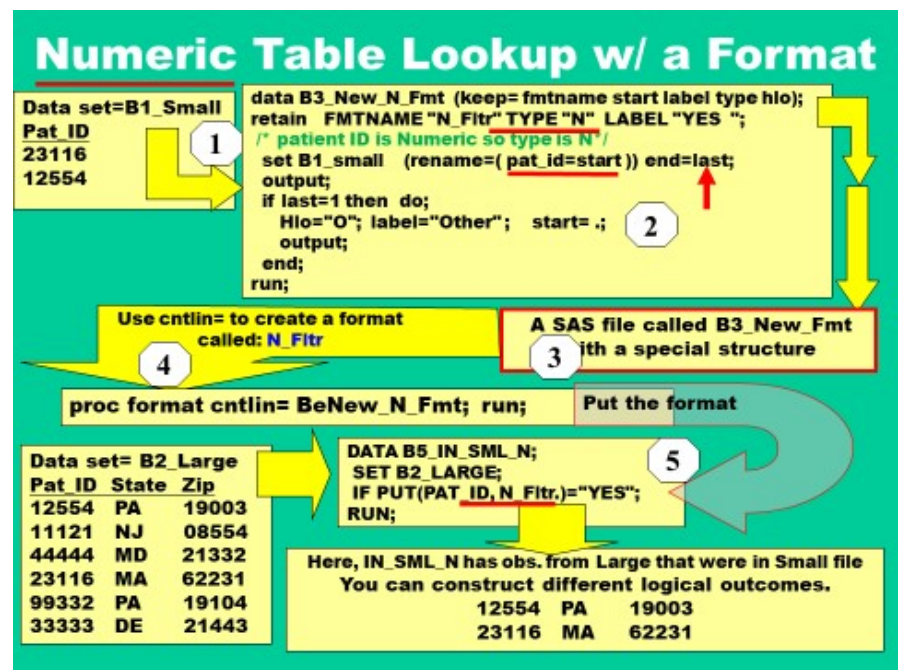 Numeric Table Lookup w/ a Format
Data set=B1_Small
Pat_ID
23116
12554
1
data B3_New_N_Fmt (keep= fmtname start label type hlo);
retain FMTNAME "N_Fltr" TYPE "N" LABEL "YES ";
/* patient ID is Numeric so type is N*/
set B1_small (rename=( pat_id=start )) end=last;
output;
if last=1 then do;
Hlo="O"; label="Other"; start= .;
output;
end;
run;
2
Use cntlin= to create a format
called: N_Fltr
4
A SAS file called B3_New_Fmt
ith a special structure
3
proc format cntlin= BeNew_N_Fmt; run;
Put the format
Data set= B2_Large
Pat_ID State Zip
12554 PA 19003
11121 NJ 08554
44444 MD 21332
23116 MA 62231
99332 PA 19104
33333 DE 21443
DATA B5_IN_SML_N;
SET B2_LARGE;
IF PUT(PAT_ID, N_Fltr.)="YES";
RUN;
5
Here, IN_SML_N has obs. from Large that were in Small file
You can construct different logical outcomes.
12554 PA 19003
23116 MA 62231